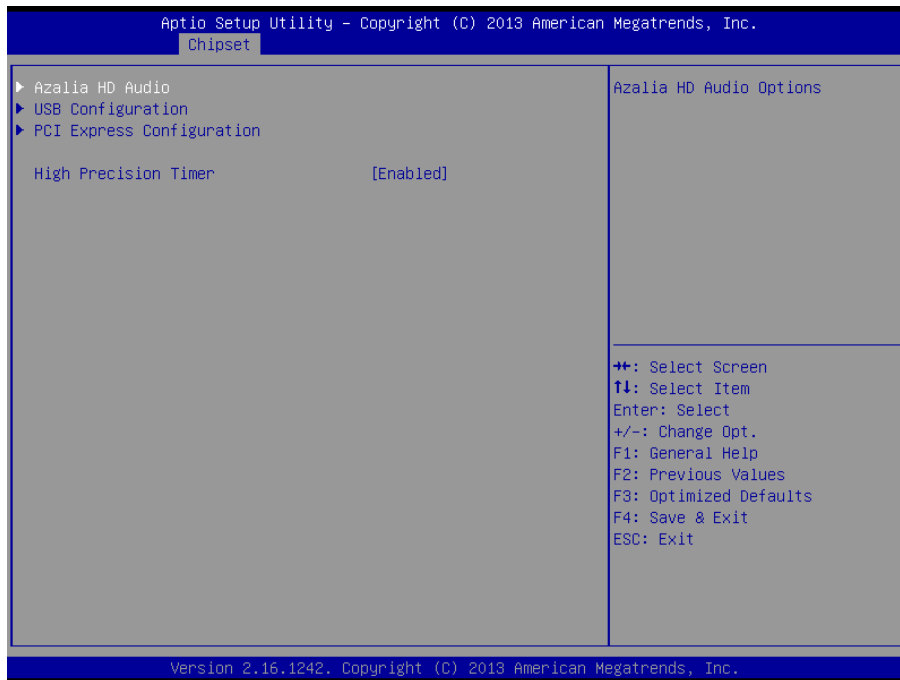 Aptio Setup Utility – Copyright (C) 2013 American Megatrends, Inc.
Chipset
▶ Azalia HD Audio
▶ USB Configuration
▶ PCI Express Configuration
High Precision Timer [Enabled]
Azalia HD Audio Options
→←: Select Screen
↑↓: Select Item
Enter: Select
+/-: Change Opt.
F1: General Help
F2: Previous Values
F3: Optimized Defaults
F4: Save & Exit
ESC: Exit
Version 2.16.1242. Copyright (C) 2013 American Megatrends, Inc.